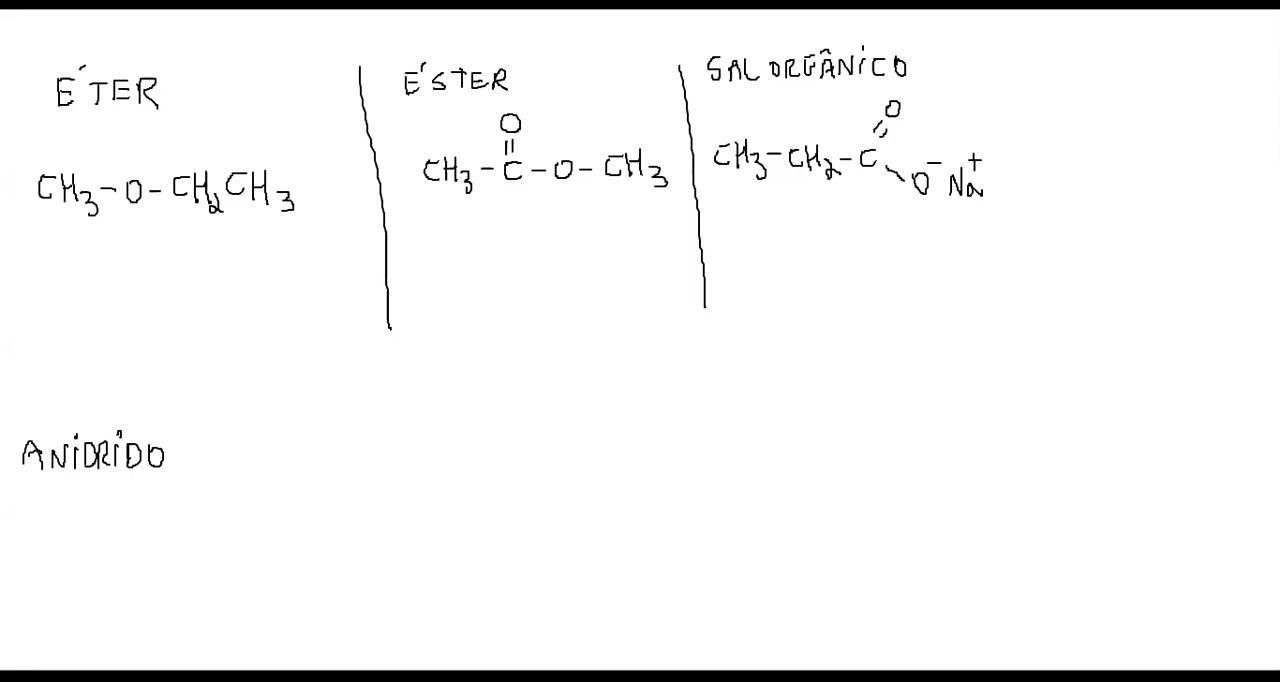 ÉTER
CH3-O-CH2CH3
ÉSTER
O
CH3-C-O-CH3
SAL ORGÂNICO
O
CH3-CH2-C
O- Na+
ANIDRIDO